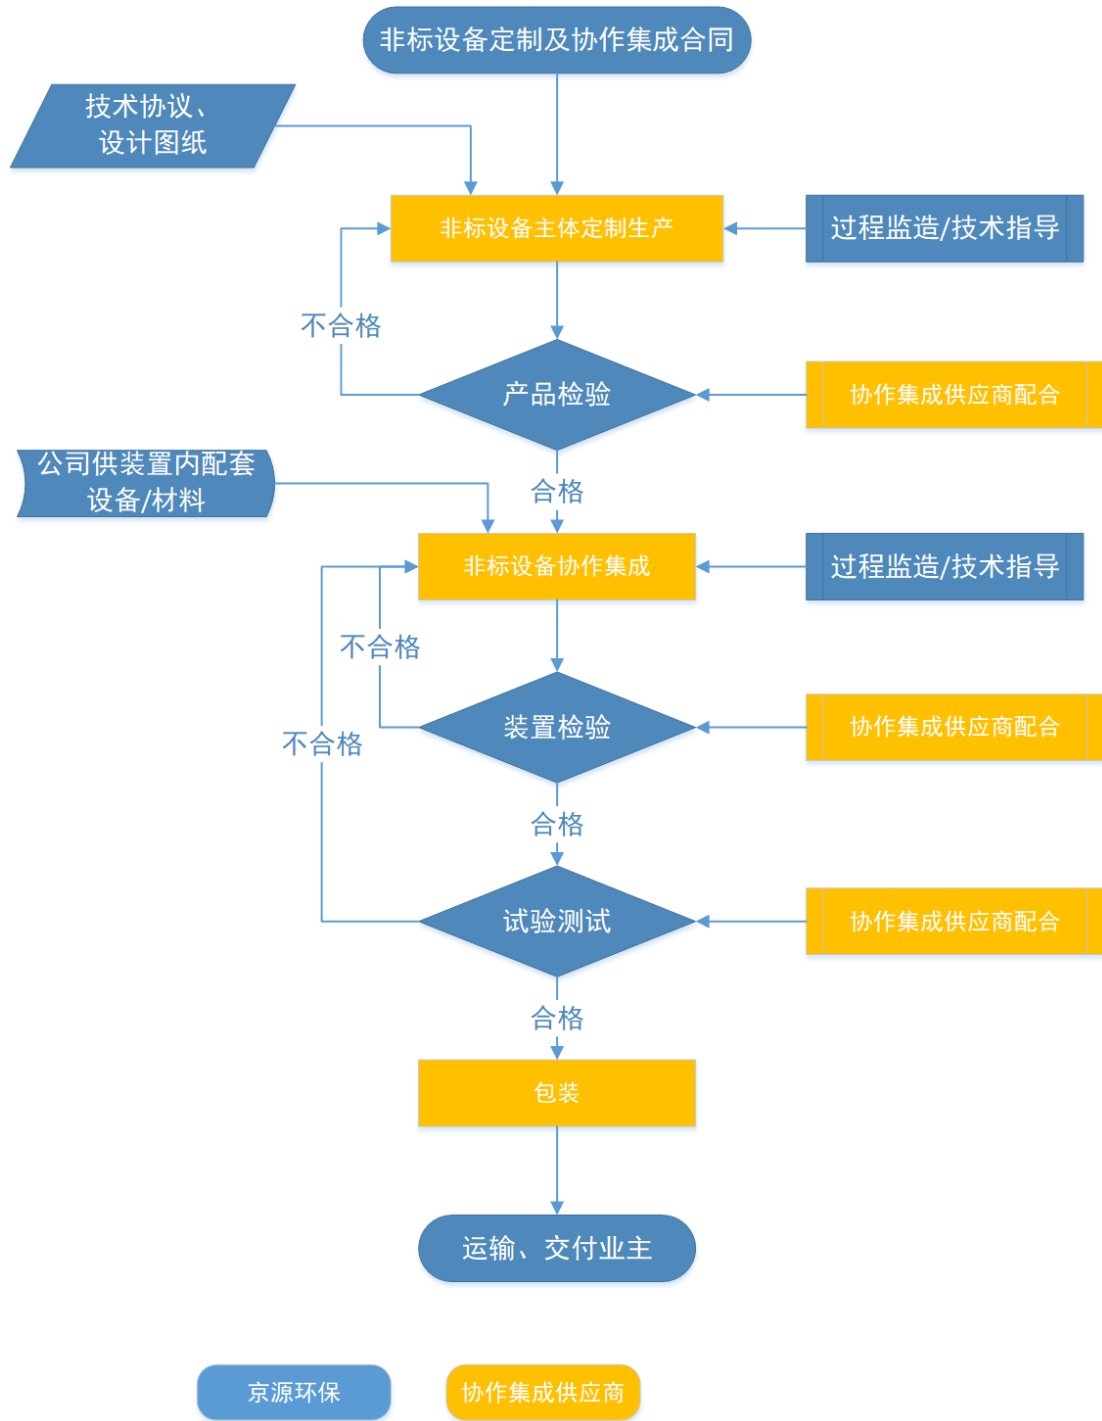 非标设备定制及协作集成合同
技术协议、
设计图纸
非标设备主体定制生产
过程监造/技术指导
不合格
产品检验
协作集成供应商配合
公司供装置内配套
设备/材料
合格
非标设备协作集成
过程监造/技术指导
不合格
装置检验
协作集成供应商配合
不合格
合格
试验测试
协作集成供应商配合
合格
包装
运输、交付业主
京源环保
协作集成供应商